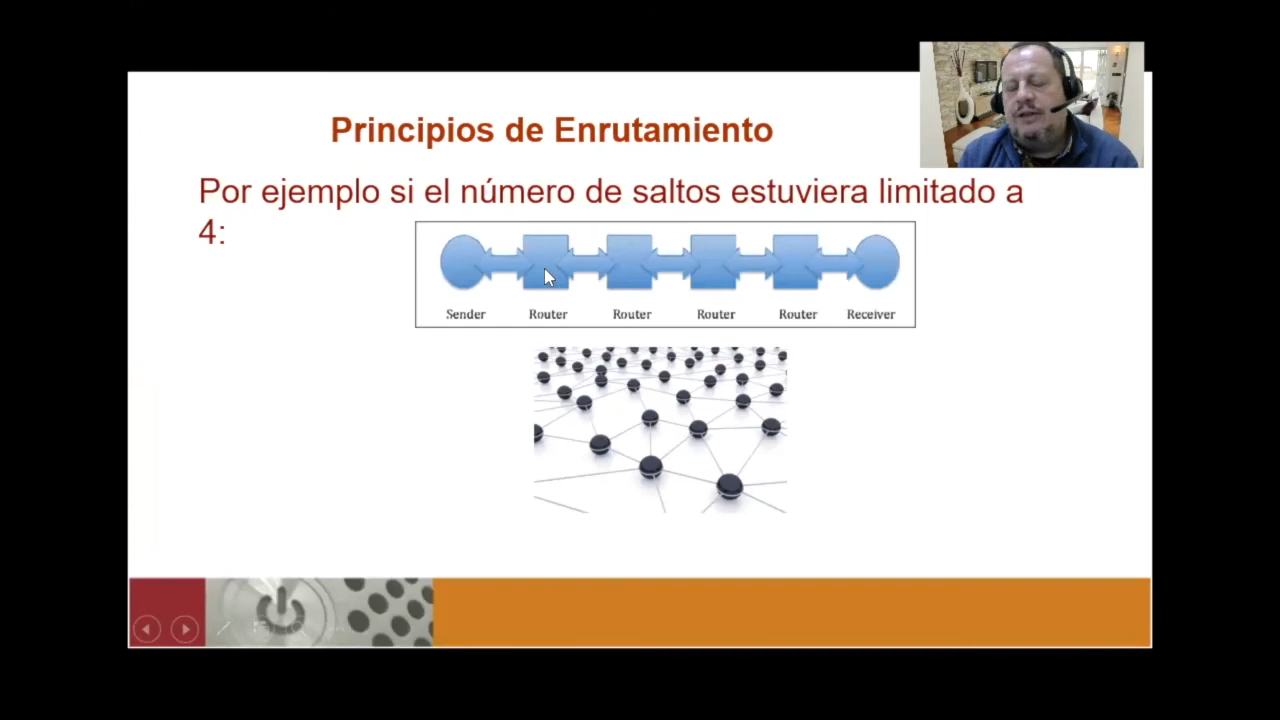 Principios de Enrutamiento
Por ejemplo si el número de saltos estuviera limitado a
4:
Sender Router Router Router Router Receiver